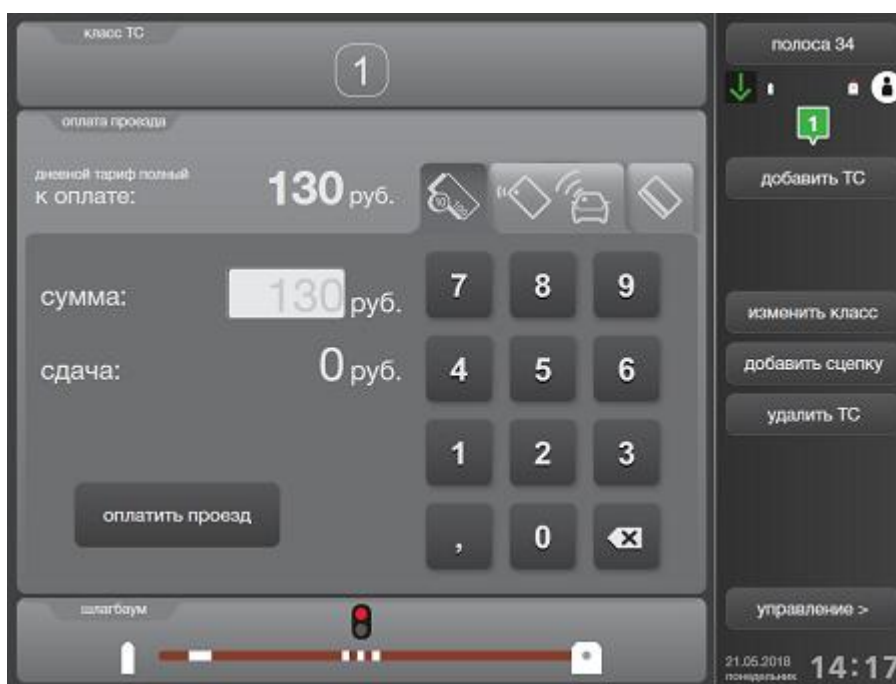 класс ТС
1
оплата проезда
дневной тариф полный
к оплате:
130 руб.
10
100
сумма:
130 руб.
сдача:
0 руб.
7 8 9
4 5 6
1 2 3
, 0
оплатить проезд
шлагбаум
полоса 34
1
добавить ТС
изменить класс
добавить сцепку
удалить ТС
управление >
21.05.2018
понедельник
14:17